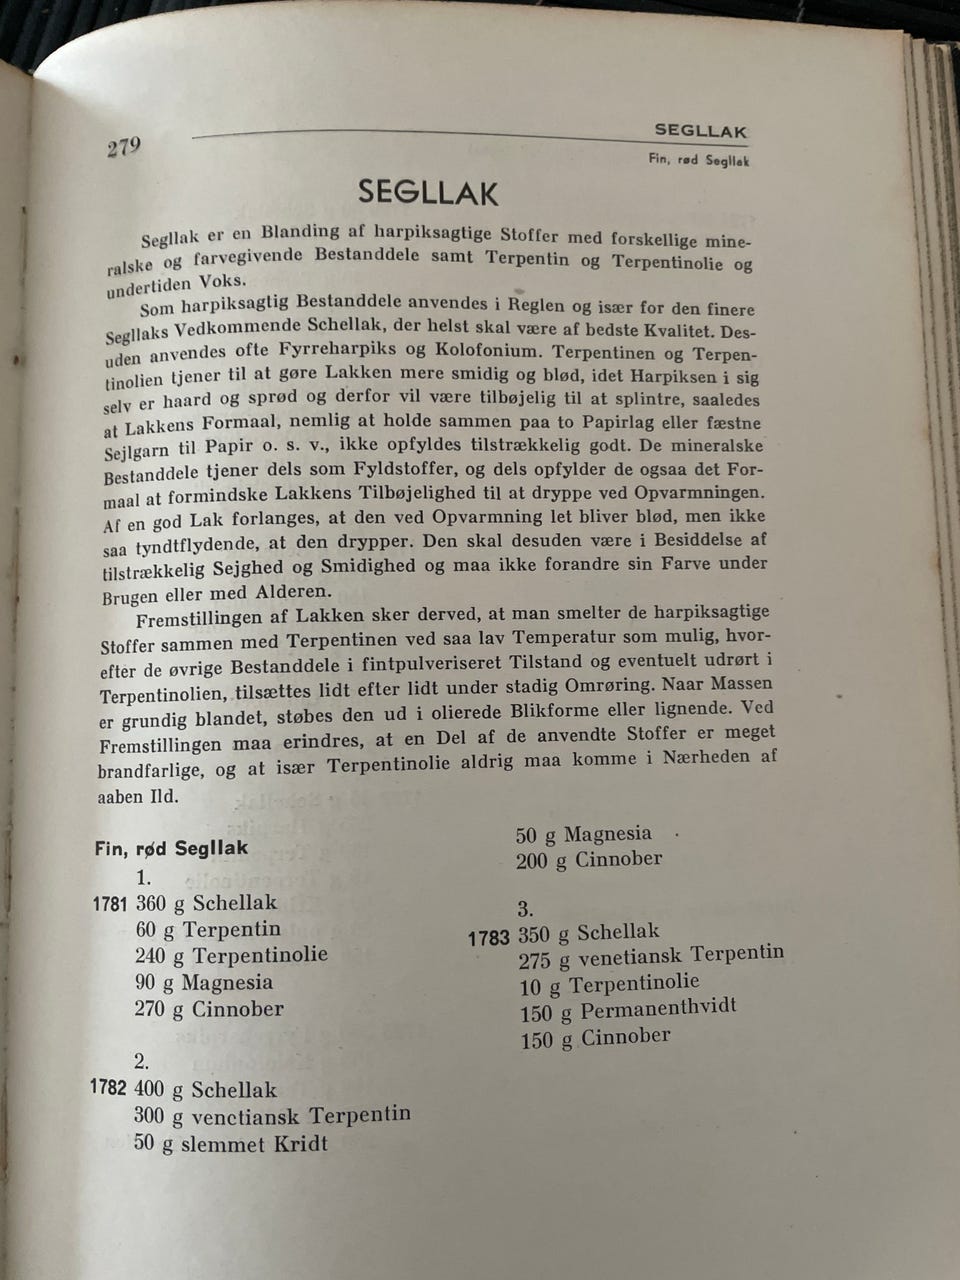 279
SEGLLAK
Fin, rød Segllak
SEGLLAK
Segllak er en Blanding af harpiksagtige Stoffer med forskellige mine-
ralske og farvegivende Bestanddele samt Terpentin og Terpentinolie og
undertiden Voks.
Som harpiksagtig Bestanddele anvendes i Reglen og især for den finere
Segllaks Vedkommende Schellak, der helst skal være af bedste Kvalitet. Des-
uden anvendes ofte Fyrreharpiks og Kolofonium. Terpentinen og Terpen-
tinolien tjener til at gøre Lakken mere smidig og blød, idet Harpiksen i sig
selv er haard og sprød og derfor vil være tilbøjelig til at splintre, saaledes
at Lakkens Formaal, nemlig at holde sammen paa to Papirlag eller fæstne
Sejlgarn til Papir o. s. v., ikke opfyldes tilstrækkelig godt. De mineralske
Bestanddele tjener dels som Fyldstoffer, og dels opfylder de ogsaa det For-
maal at formindske Lakkens Tilbøjelighed til at dryppe ved Opvarmningen.
Af en god Lak forlanges, at den ved Opvarmning let bliver blød, men ikke
saa tyndtflydende, at den drypper. Den skal desuden være i Besiddelse af
tilstrækkelig Sejghed og Smidighed og maa ikke forandre sin Farve under
Brugen eller med Alderen.
Fremstillingen af Lakken sker derved, at man smelter de harpiksagtige
Stoffer sammen med Terpentinen ved saa lav Temperatur som mulig, hvor-
efter de øvrige Bestanddele i fintpulveriseret Tilstand og eventuelt udrørt i
Terpentinolien, tilsættes lidt efter lidt under stadig Omrøring. Naar Massen
er grundig blandet, støbes den ud i olierede Blikforme eller lignende. Ved
Fremstillingen maa erindres, at en Del af de anvendte Stoffer er meget
brandfarlige, og at især Terpentinolie aldrig maa komme i Nærheden af
aaben Ild.
Fin, rød Segllak
1.
1781 360 g Schellak
60 g Terpentin
240 g Terpentinolie
90 g Magnesia
270 g Cinnober
2.
1782 400 g Schellak
300 g venetiansk Terpentin
50 g slemmet Kridt
50 g Magnesia
200 g Cinnober
3.
1783 350 g Schellak
275 g venetiansk Terpentin
10 g Terpentinolie
150 g Permanenthvidt
150 g Cinnober